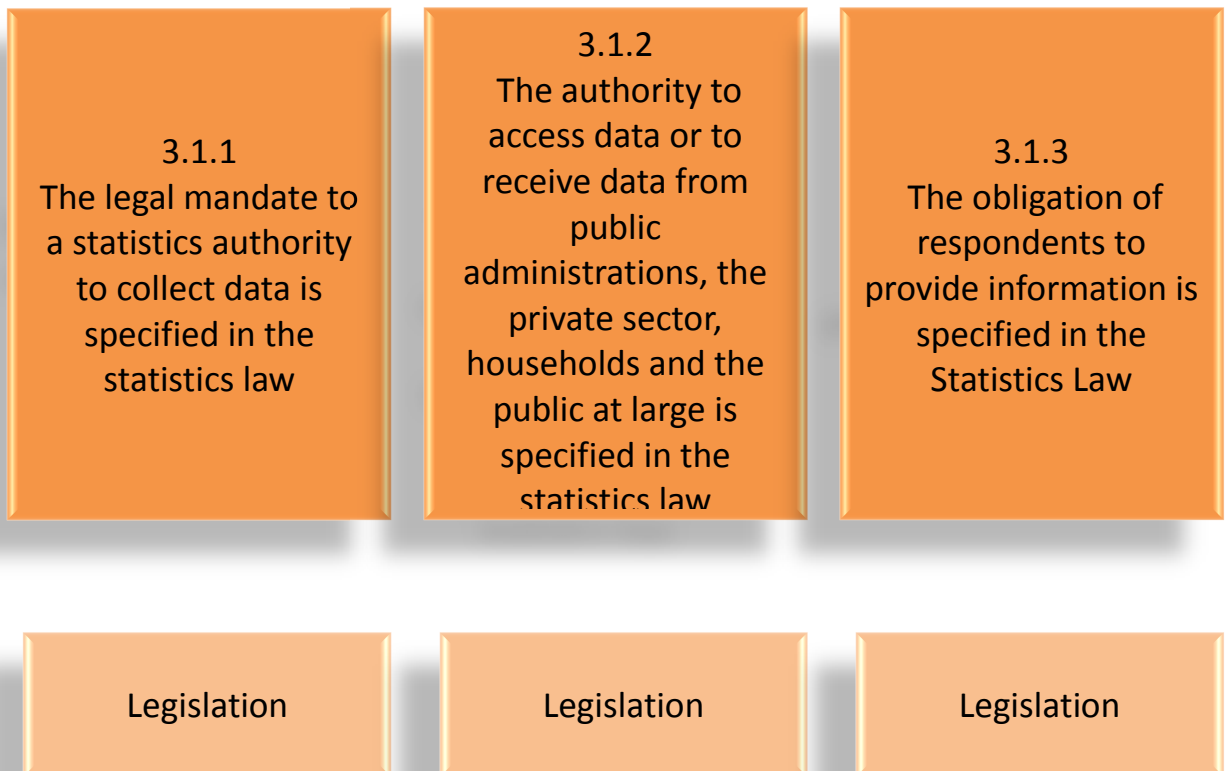 3.1.1
The legal mandate to
a statistics authority
to collect data is
specified in the
statistics law
3.1.2
The authority to
access data or to
receive data from
public
administrations, the
private sector,
households and the
public at large is
specified in the
statistics law
3.1.3
The obligation of
respondents to
provide information is
specified in the
Statistics Law
Legislation
Legislation
Legislation